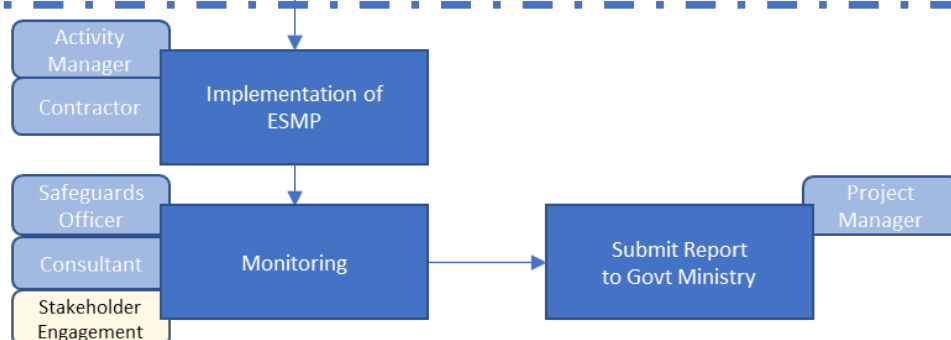 Activity
Manager
Contractor
Implementation of
ESMP
Safeguards
Officer
Consultant
Stakeholder
Engagement
Monitoring
Submit Report
to Govt Ministry
Project
Manager